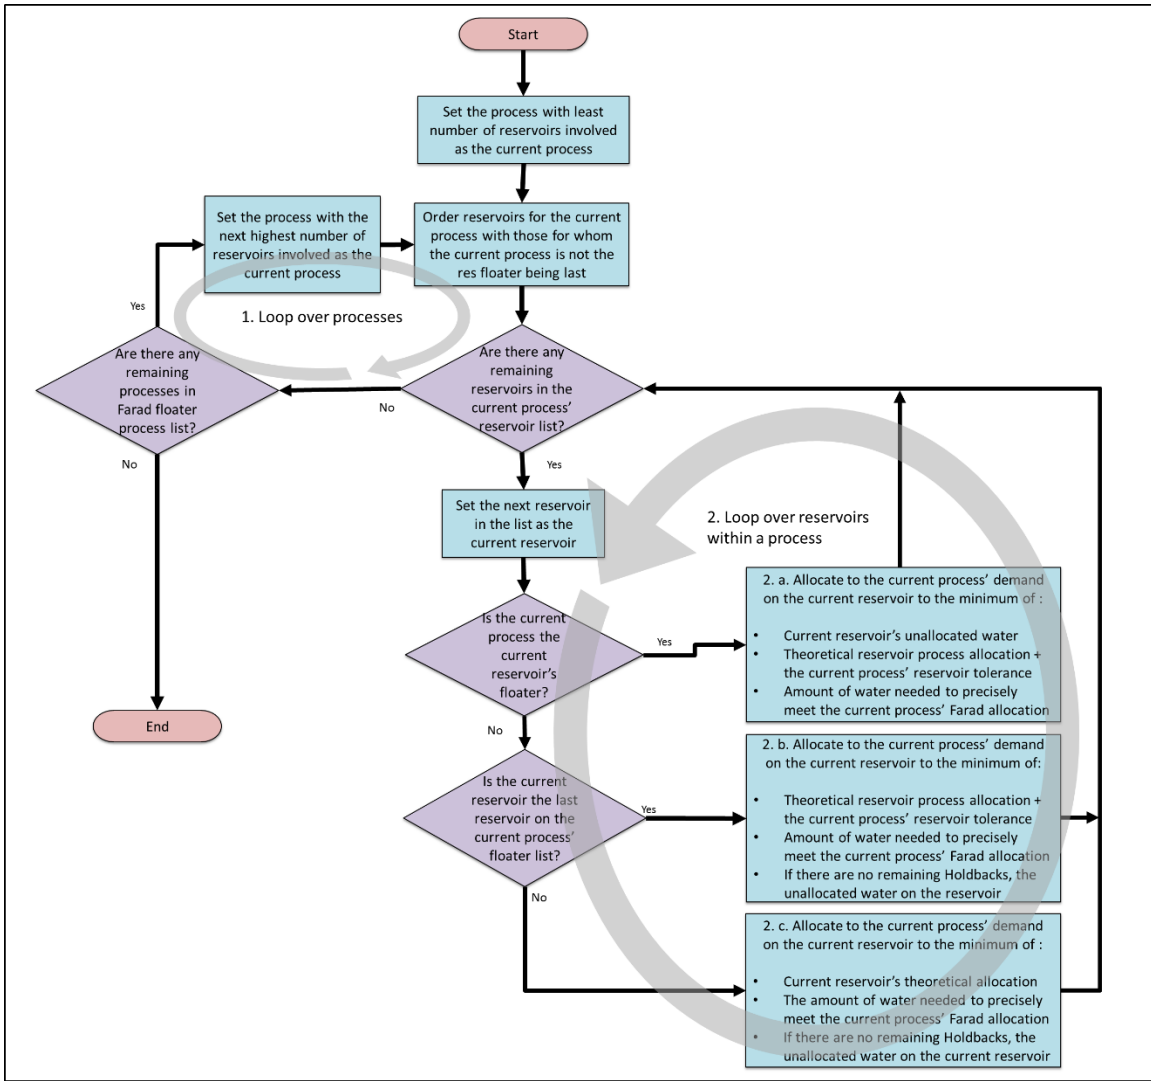 Start
Set the process with least
number of reservoirs involved
as the current process
Set the process with the
next highest number of
reservoirs involved as the
current process
Order reservoirs for the current
process with those for whom
the current process is not the
res floater being last
Yes
1. Loop over processes
Are there any
remaining
processes in
Farad floater
process list?
No
Are there any
remaining
reservoirs in the
current process’
reservoir list?
No
Yes
Set the next reservoir
in the list as the
current reservoir
2. Loop over reservoirs
within a process
Is the current
process the
current
reservoir’s
floater?
Yes
2. a. Allocate to the current process’ demand
on the current reservoir to the minimum of :
• Current reservoir’s unallocated water
• Theoretical reservoir process allocation +
the current process’ reservoir tolerance
• Amount of water needed to precisely
meet the current process’ Farad allocation
End
No
Is the current
reservoir the last
reservoir on the
current process’
floater list?
Yes
2. b. Allocate to the current process’ demand
on the current reservoir to the minimum of:
• Theoretical reservoir process allocation +
the current process’ reservoir tolerance
• Amount of water needed to precisely
meet the current process’ Farad allocation
• If there are no remaining Holdbacks, the
unallocated water on the reservoir
No
2. c. Allocate to the current process’ demand
on the current reservoir to the minimum of :
• Current reservoir’s theoretical allocation
• The amount of water needed to precisely
meet the current process’ Farad allocation
• If there are no remaining Holdbacks, the
unallocated water on the current reservoir